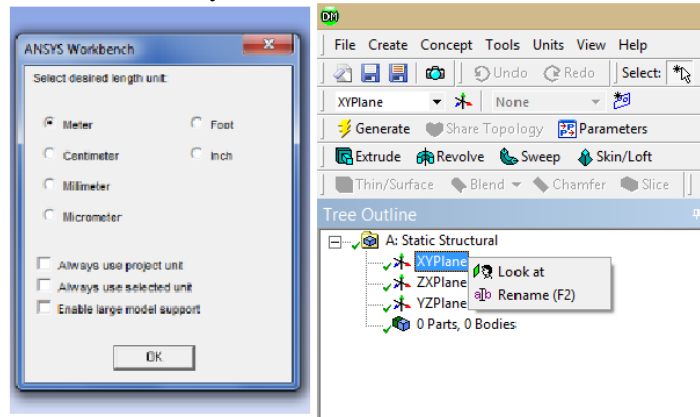 ANSYS Workbench
Select desired length unit:
Meter Foot
Centimeter Inch
Millimeter
Micrometer
Always use project unit
Always use selected unit
Enable large model support
OK
DM
File Create Concept Tools Units View Help
Undo Redo Select:
XYPlane None
Generate Share Topology Parameters
Extrude Revolve Sweep Skin/Loft
Thin/Surface Blend Chamfer Slice
Tree Outline
A: Static Structural
XYPlane Look at
ZXPlane ab Rename (F2)
YZPlane
0 Parts, 0 Bodies